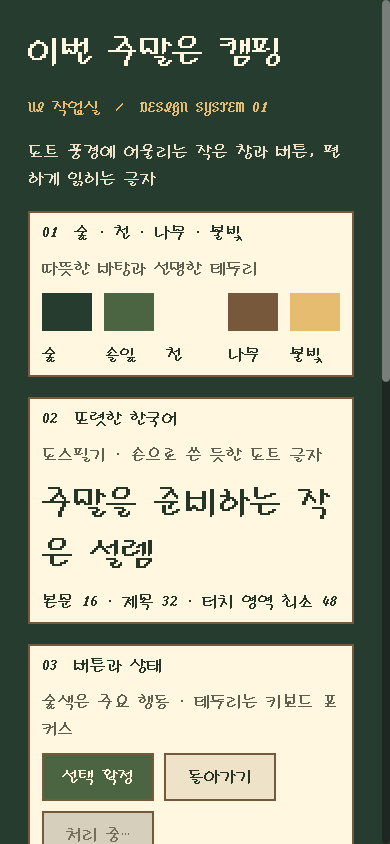 이번 주말은 캠핑
UI 작업실 / DESIGN SYSTEM 01
도트 풍경에 어울리는 작은 창과 버튼, 편
하게 읽히는 글자
01 숲 · 천 · 나무 · 불빛
따뜻한 바탕과 선명한 테두리
숲 솔잎 천 나무 불빛
02 또렷한 한국어
도스필기 · 손으로 쓴 듯한 도트 글자
주말을 준비하는 작
은 설렘
본문 16 · 제목 32 · 터치 영역 최소 48
03 버튼과 상태
숲색은 주요 행동 · 테두리는 키보드 포
커스
선택 확정 돌아가기
처리 중…